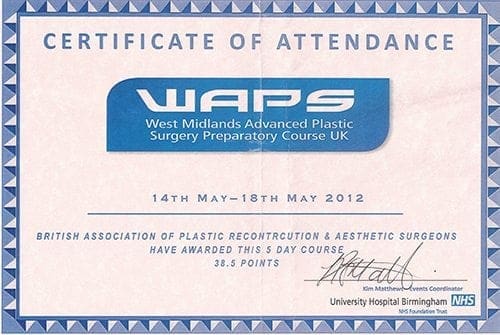 CERTIFICATE OF ATTENDANCE
WAPS
West Midlands Advanced Plastic
Surgery Preparatory Course UK
14TH MAY–18TH MAY 2012
BRITISH ASSOCIATION OF PLASTIC RECONTRCUTION & AESTHETIC SURGEONS
HAVE AWARDED THIS 5 DAY COURSE
38.5 POINTS
Kim Matthews Events Coordinator
University Hospital Birmingham NHS
NHS Foundation Trust